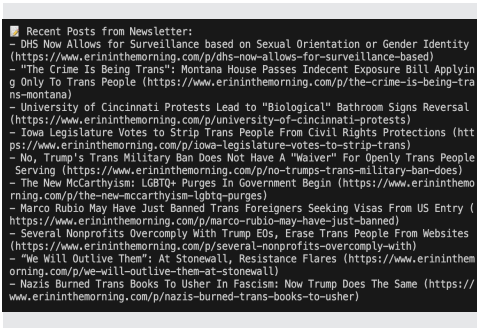 📝 Recent Posts from Newsletter:
– DHS Now Allows for Surveillance based on Sexual Orientation or Gender Identity
(https://www.erininthemorning.com/p/dhs-now-allows-for-surveillance-based)
– "The Crime Is Being Trans": Montana House Passes Indecent Exposure Bill Applyin
g Only To Trans People (https://www.erininthemorning.com/p/the-crime-is-being-tra
ns-montana)
– University of Cincinnati Protests Lead to "Biological" Bathroom Signs Reversal
(https://www.erininthemorning.com/p/university-of-cincinnati-protests)
– Iowa Legislature Votes to Strip Trans People From Civil Rights Protections (htt
ps://www.erininthemorning.com/p/iowa-legislature-votes-to-strip-trans)
– No, Trump's Trans Military Ban Does Not Have A "Waiver" For Openly Trans People
Serving (https://www.erininthemorning.com/p/no-trumps-trans-military-ban-does)
– The New McCarthyism: LGBTQ+ Purges In Government Begin (https://www.erininthemo
rning.com/p/the-new-mccarthyism-lgbtq-purges)
– Marco Rubio May Have Just Banned Trans Foreigners Seeking Visas From US Entry (
https://www.erininthemorning.com/p/marco-rubio-may-have-just-banned)
– Several Nonprofits Overcomply With Trump EOs, Erase Trans People From Websites
(https://www.erininthemorning.com/p/several-nonprofits-overcomply-with)
– “We Will Outlive Them”: At Stonewall, Resistance Flares (https://www.erininthem
orning.com/p/we-will-outlive-them-at-stonewall)
– Nazis Burned Trans Books To Usher In Fascism: Now Trump Does The Same (https://
www.erininthemorning.com/p/nazis-burned-trans-books-to-usher)